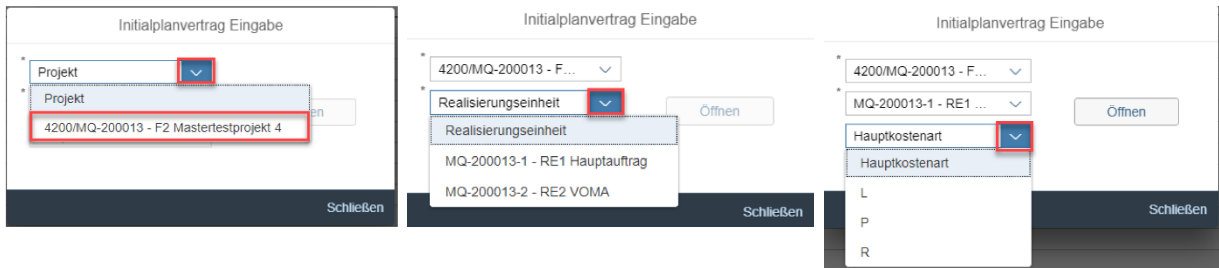 Initialplanvertrag Eingabe
*
Projekt
*
Projekt
en
4200/MQ-200013 - F2 Mastertestprojekt 4
Schließen
Initialplanvertrag Eingabe
*
4200/MQ-200013 - F...
*
Realisierungseinheit
Öffnen
Realisierungseinheit
MQ-200013-1 - RE1 Hauptauftrag
MQ-200013-2 - RE2 VOMA
Schließen
Initialplanvertrag Eingabe
*
4200/MQ-200013 - F...
*
MQ-200013-1 - RE1 ...
Öffnen
Hauptkostenart
Hauptkostenart
L
P
R
Schließen